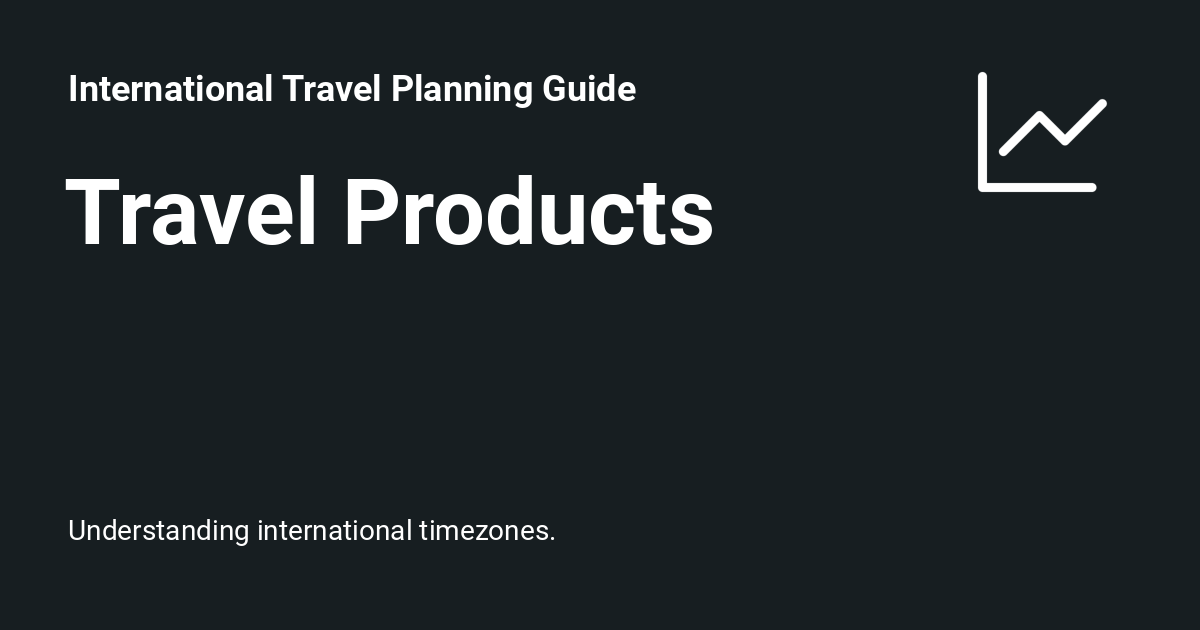 International Travel Planning Guide
Travel Products
Understanding international timezones.